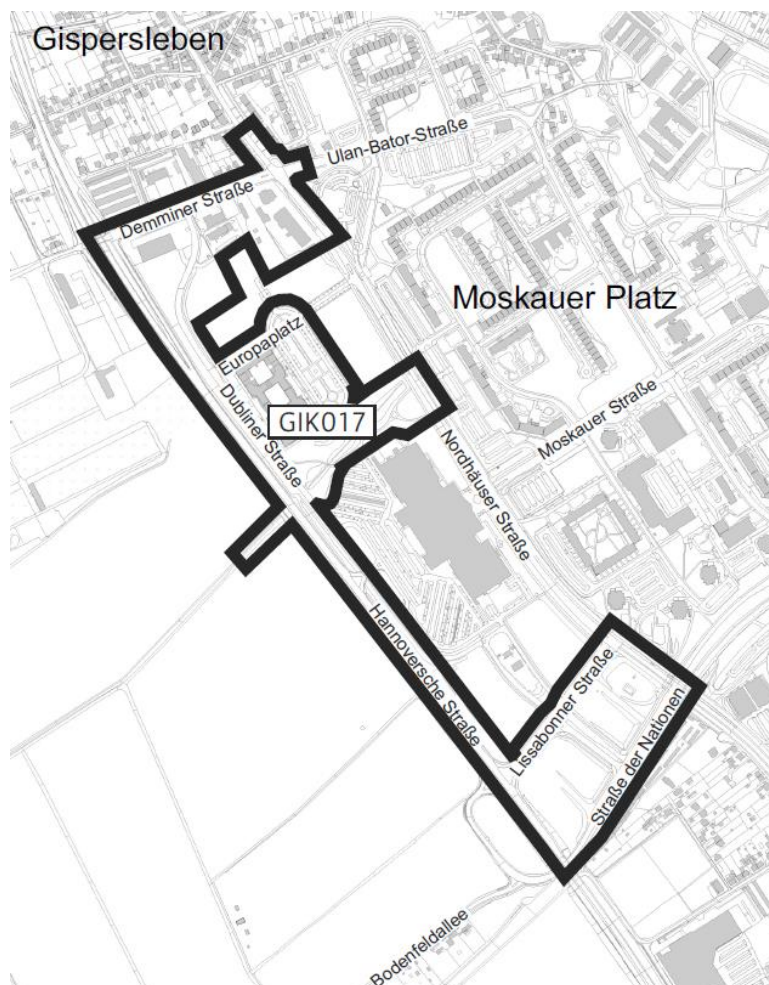 Gispersleben
Ulan-Bator-Straße
Demminer Straße
Moskauer Platz
Europaplatz
Dubliner Straße
GIK017
Moskauer Straße
Nordhäuser Straße
Hannoversche Straße
Lissabonner Straße
Straße der Nationen
Bodenfeldallee